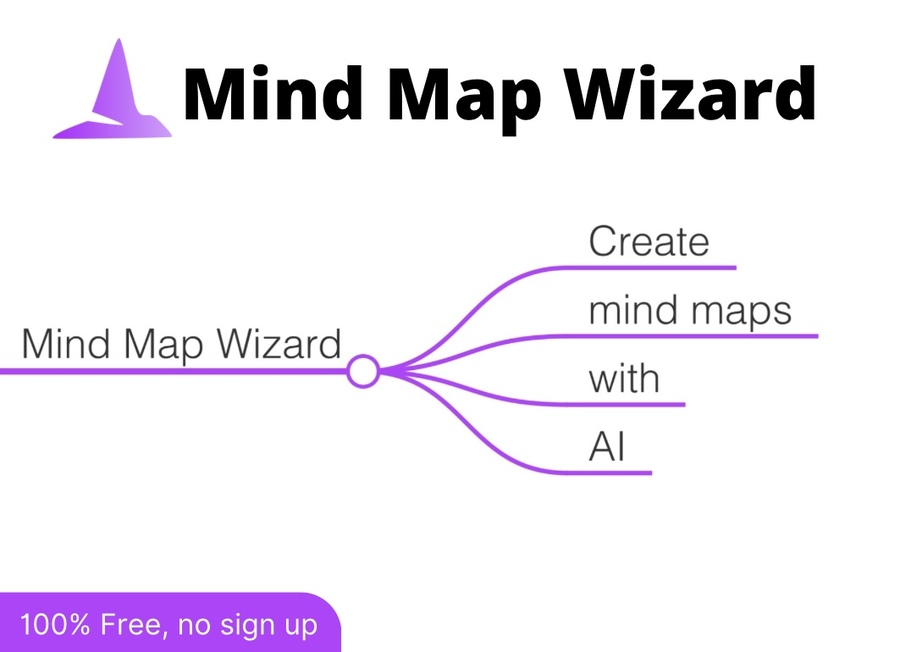 Mind Map Wizard
Create
mind maps
Mind Map Wizard
with
AI
100% Free, no sign up